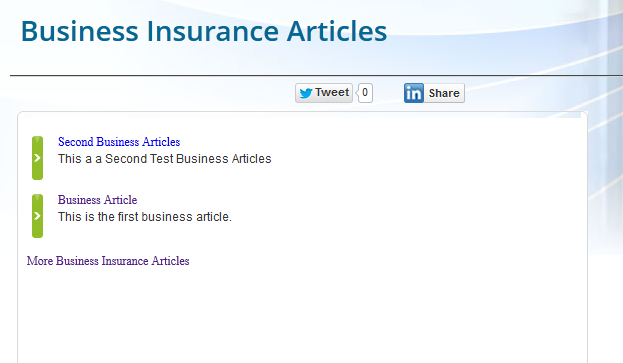 Business Insurance Articles
Tweet 0 in Share
Second Business Articles
This a a Second Test Business Articles
Business Article
This is the first business article.
More Business Insurance Articles